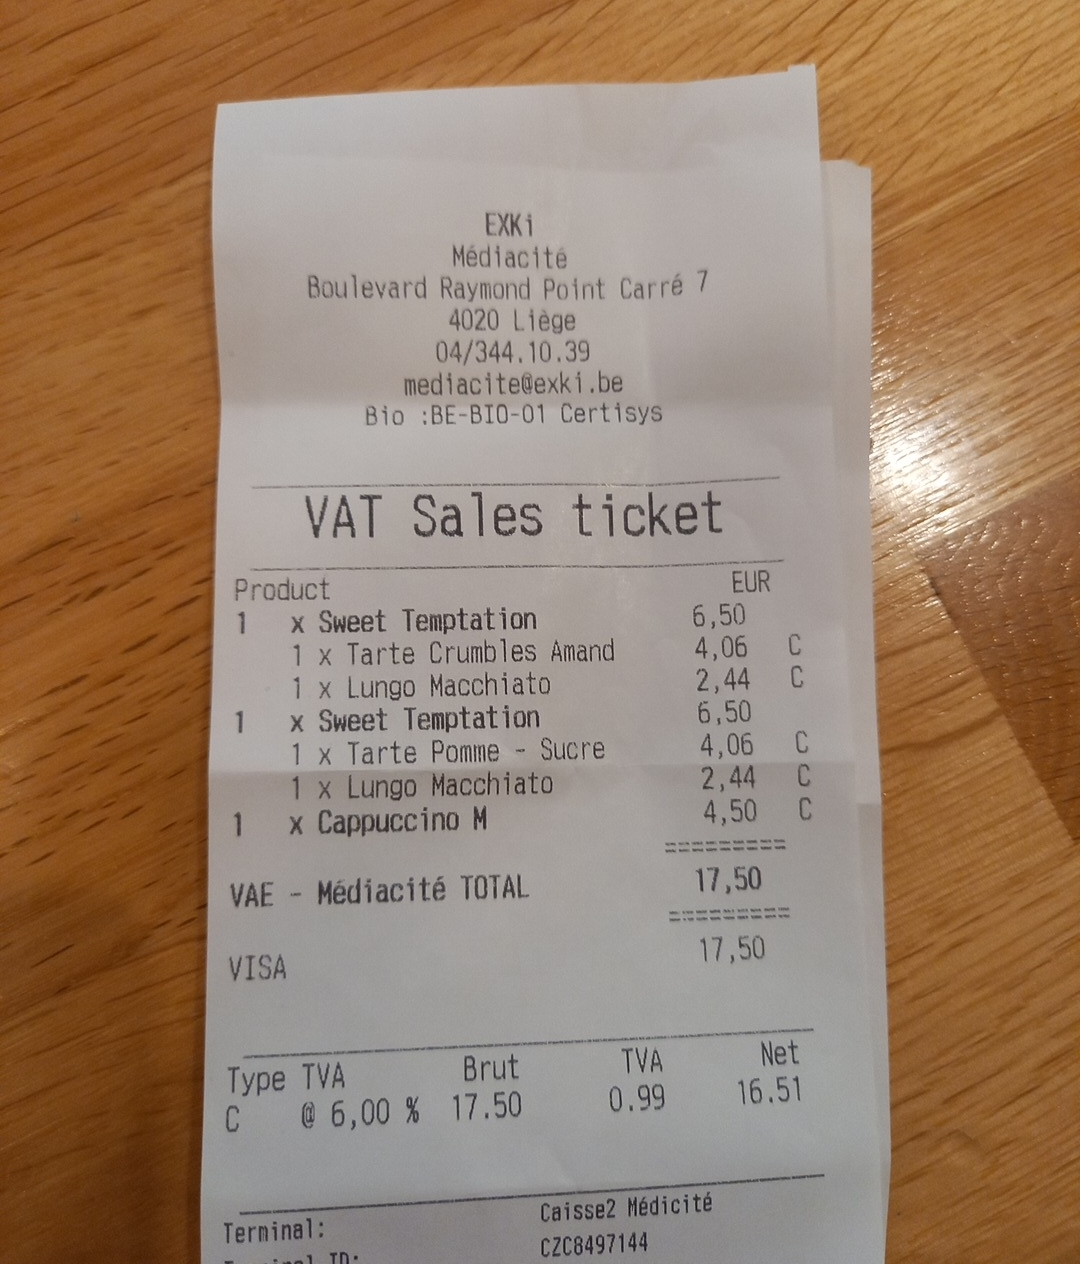 EXKi
Médiacité
Boulevard Raymond Point Carré 7
4020 Liège
04/344.10.39
mediacite@exki.be
Bio :BE-BIO-01 Certisys
VAT Sales ticket
Product EUR
1 x Sweet Temptation 6,50
1 x Tarte Crumbles Amand 4,06 C
1 x Lungo Macchiato 2,44 C
1 x Sweet Temptation 6,50
1 x Tarte Pomme - Sucre 4,06 C
1 x Lungo Macchiato 2,44 C
1 x Cappuccino M 4,50 C
=========
VAE - Médiacité TOTAL 17,50
=========
VISA 17,50
Type TVA Brut TVA Net
C @ 6,00 % 17.50 0.99 16.51
Terminal: Caisse2 Médicité
Terminal ID: CZC8497144